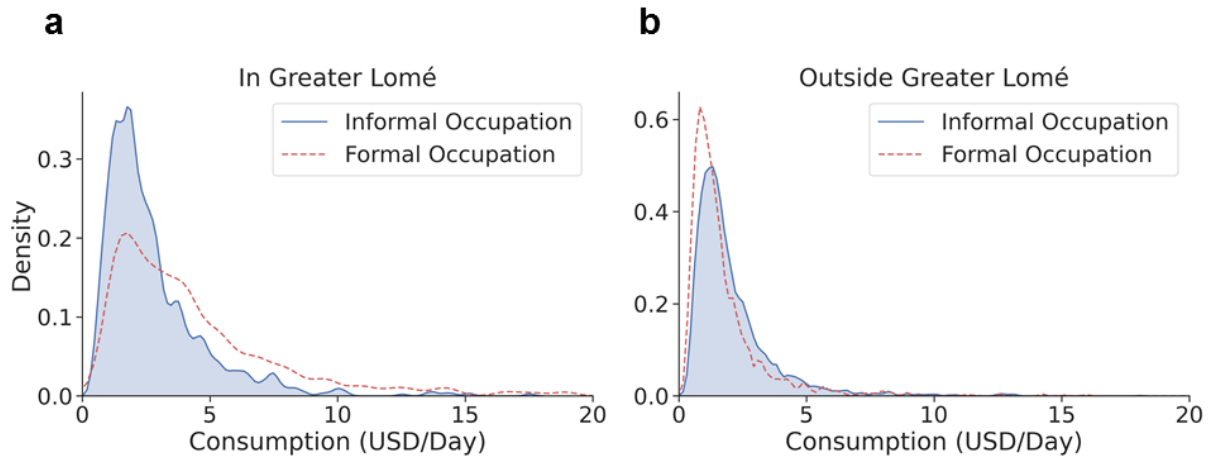 a
In Greater Lomé
Informal Occupation
Formal Occupation
Density
0.3
0.2
0.1
0.0
0 5 10 15 20
Consumption (USD/Day)
b
Outside Greater Lomé
Informal Occupation
Formal Occupation
0.6
0.4
0.2
0.0
0 5 10 15 20
Consumption (USD/Day)